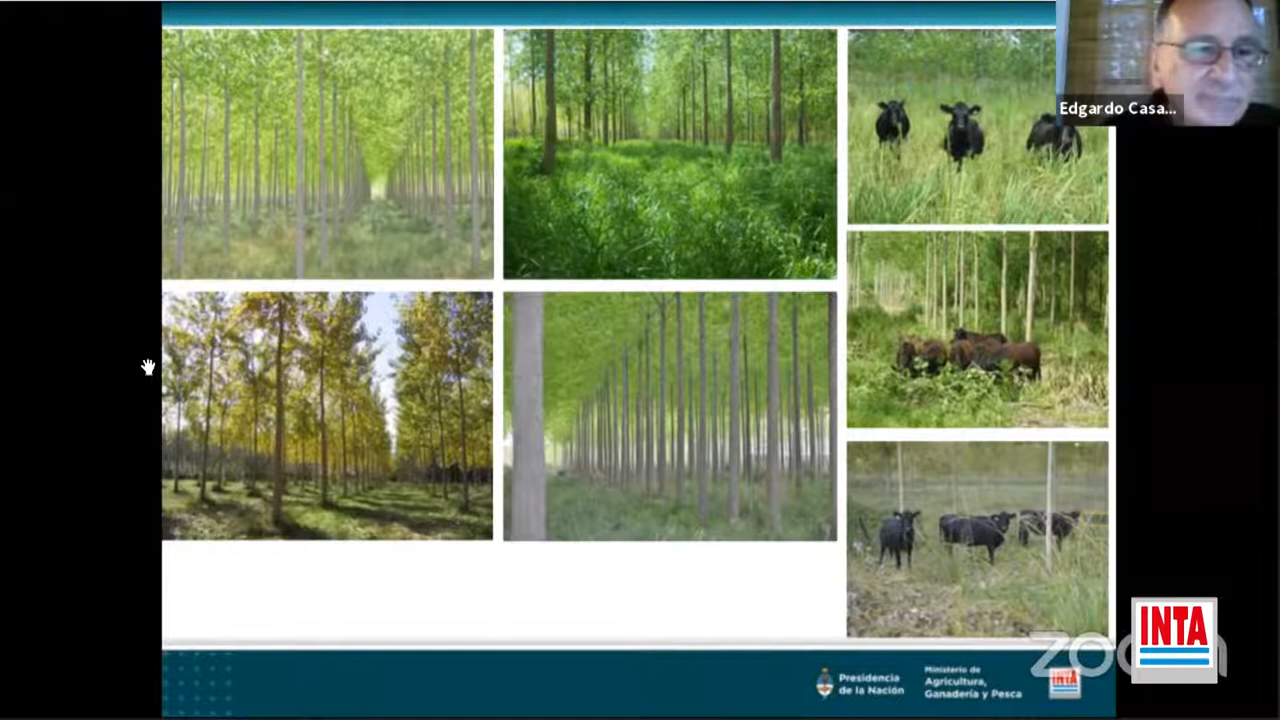 Edgardo Casa...
Presidencia
de la Nación
Ministerio de
Agricultura,
Ganadería y Pesca
INTA
zoom
INTA